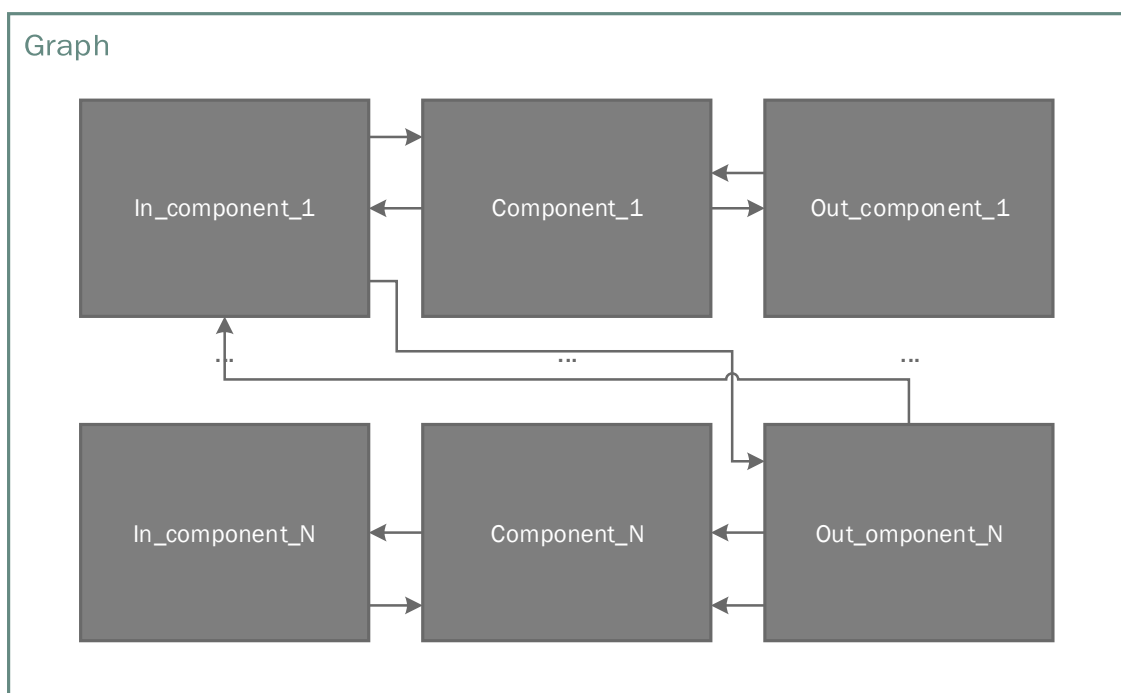 Graph
In_component_1
Component_1
Out_component_1
...
...
...
In_component_N
Component_N
Out_omponent_N